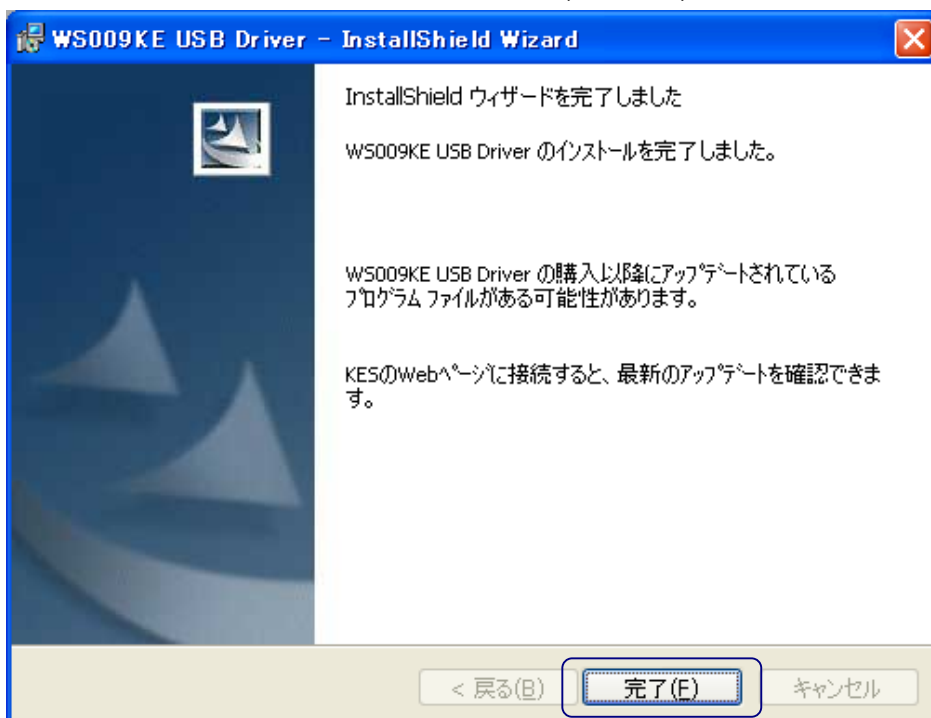 WS009KE USB Driver - InstallShield Wizard
InstallShield ウィザードを完了しました
WS009KE USB Driver のインストールを完了しました。
WS009KE USB Driver の購入以降にアップデートされている
プログラム ファイルがある可能性があります。
KESのWebページに接続すると、最新のアップデートを確認できま
す。
< 戻る(B)
完了(F)
キャンセル